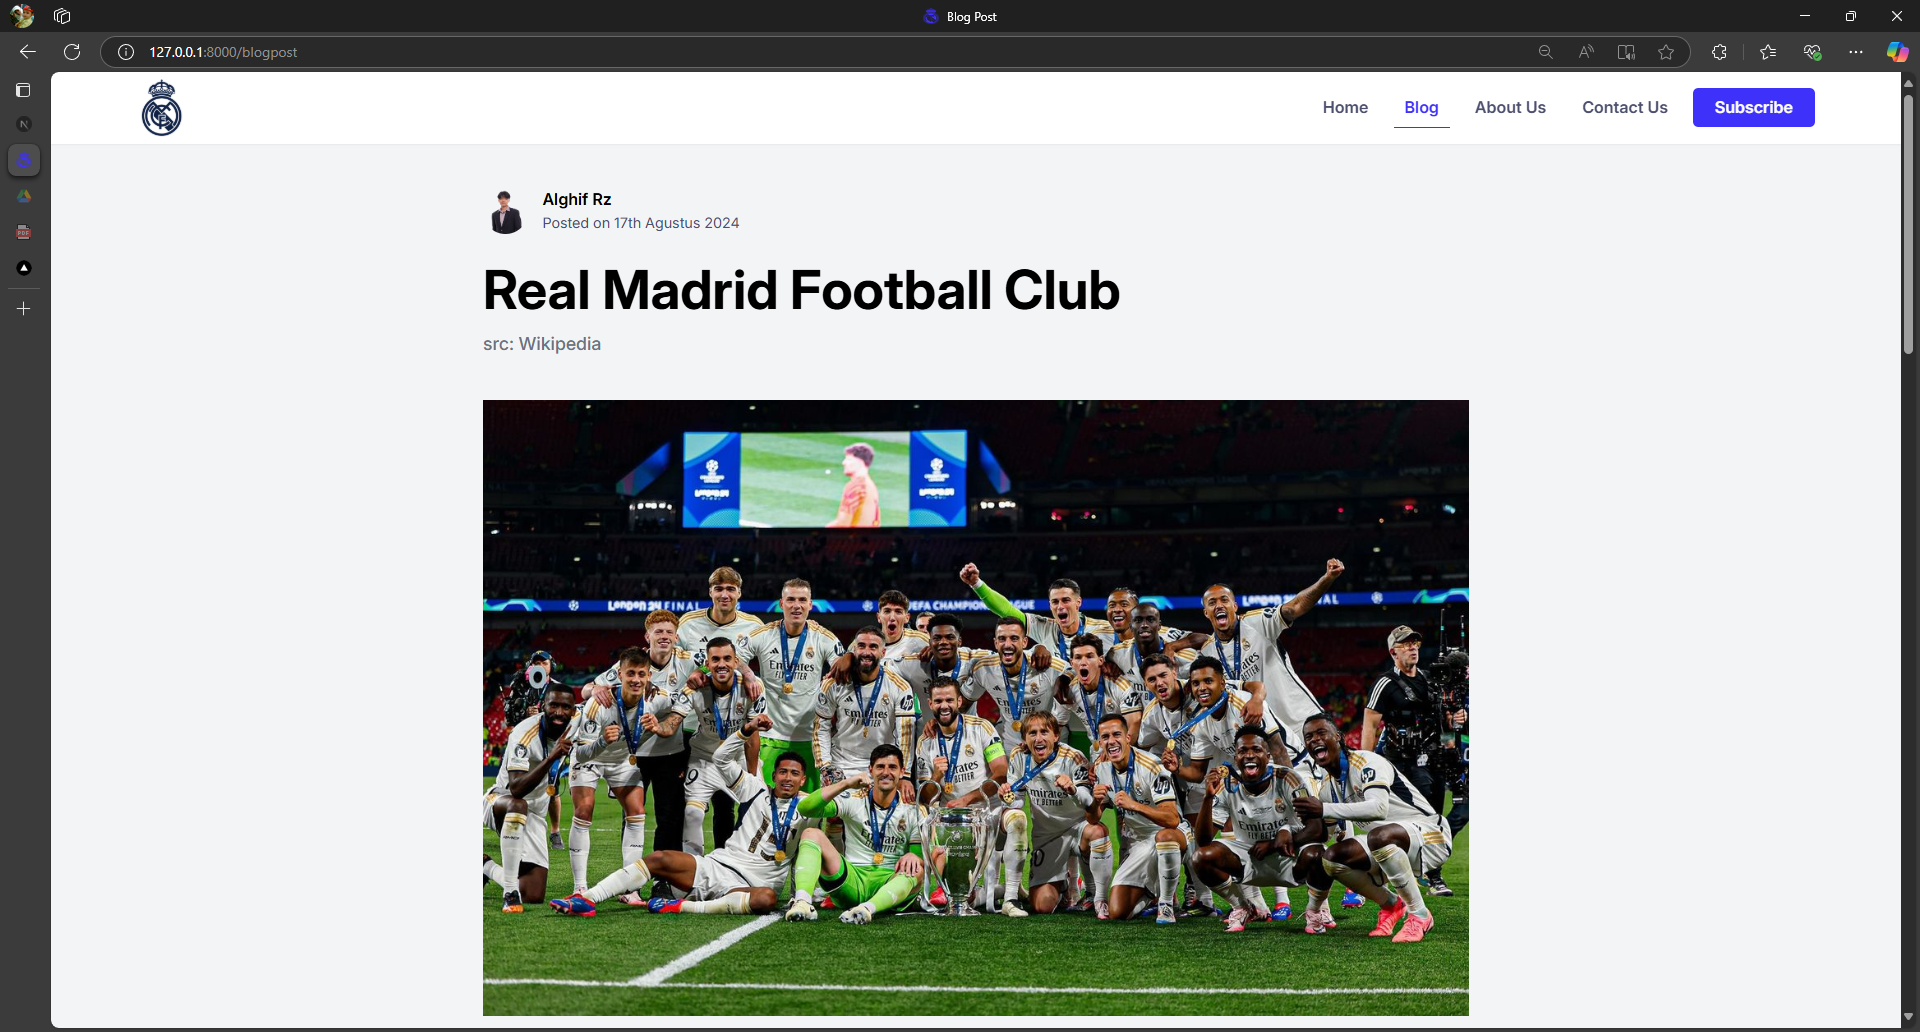 Blog Post
127.0.0.1:8000/blogpost
Home Blog About Us Contact Us Subscribe
Alghif Rz
Posted on 17th Agustus 2024
Real Madrid Football Club
src: Wikipedia
LONDON 24 FINAL
UEFA CHAMPIONS LEAGUE
Emirates
FLY BETTER